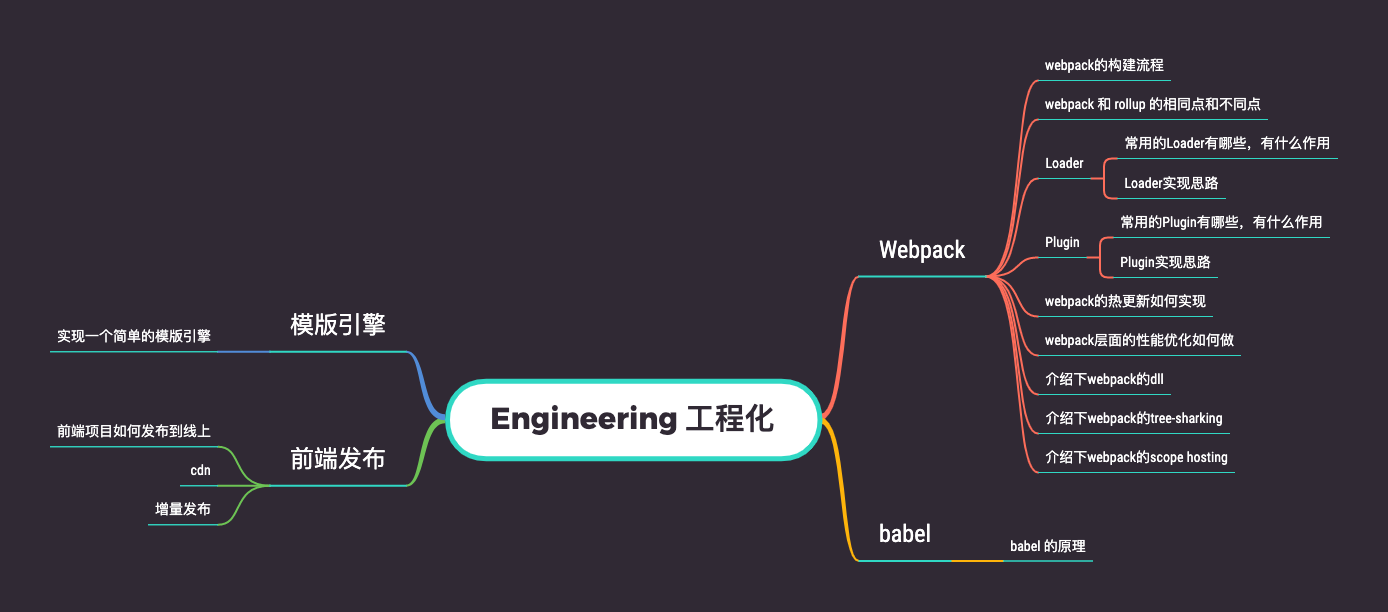 Engineering 工程化
Webpack
webpack的构建流程
webpack 和 rollup 的相同点和不同点
Loader
常用的Loader有哪些，有什么作用
Loader实现思路
Plugin
常用的Plugin有哪些，有什么作用
Plugin实现思路
webpack的热更新如何实现
webpack层面的性能优化如何做
介绍下webpack的dll
介绍下webpack的tree-sharking
介绍下webpack的scope hosting
babel
babel 的原理
模版引擎
实现一个简单的模版引擎
前端发布
前端项目如何发布到线上
cdn
增量发布